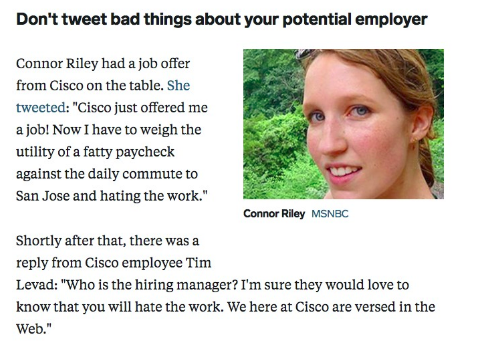 Don't tweet bad things about your potential employer
Connor Riley had a job offer
from Cisco on the table. She
tweeted: "Cisco just offered me
a job! Now I have to weigh the
utility of a fatty paycheck
against the daily commute to
San Jose and hating the work."
Connor Riley MSNBC
Shortly after that, there was a
reply from Cisco employee Tim
Levad: "Who is the hiring manager? I'm sure they would love to
know that you will hate the work. We here at Cisco are versed in the
Web."